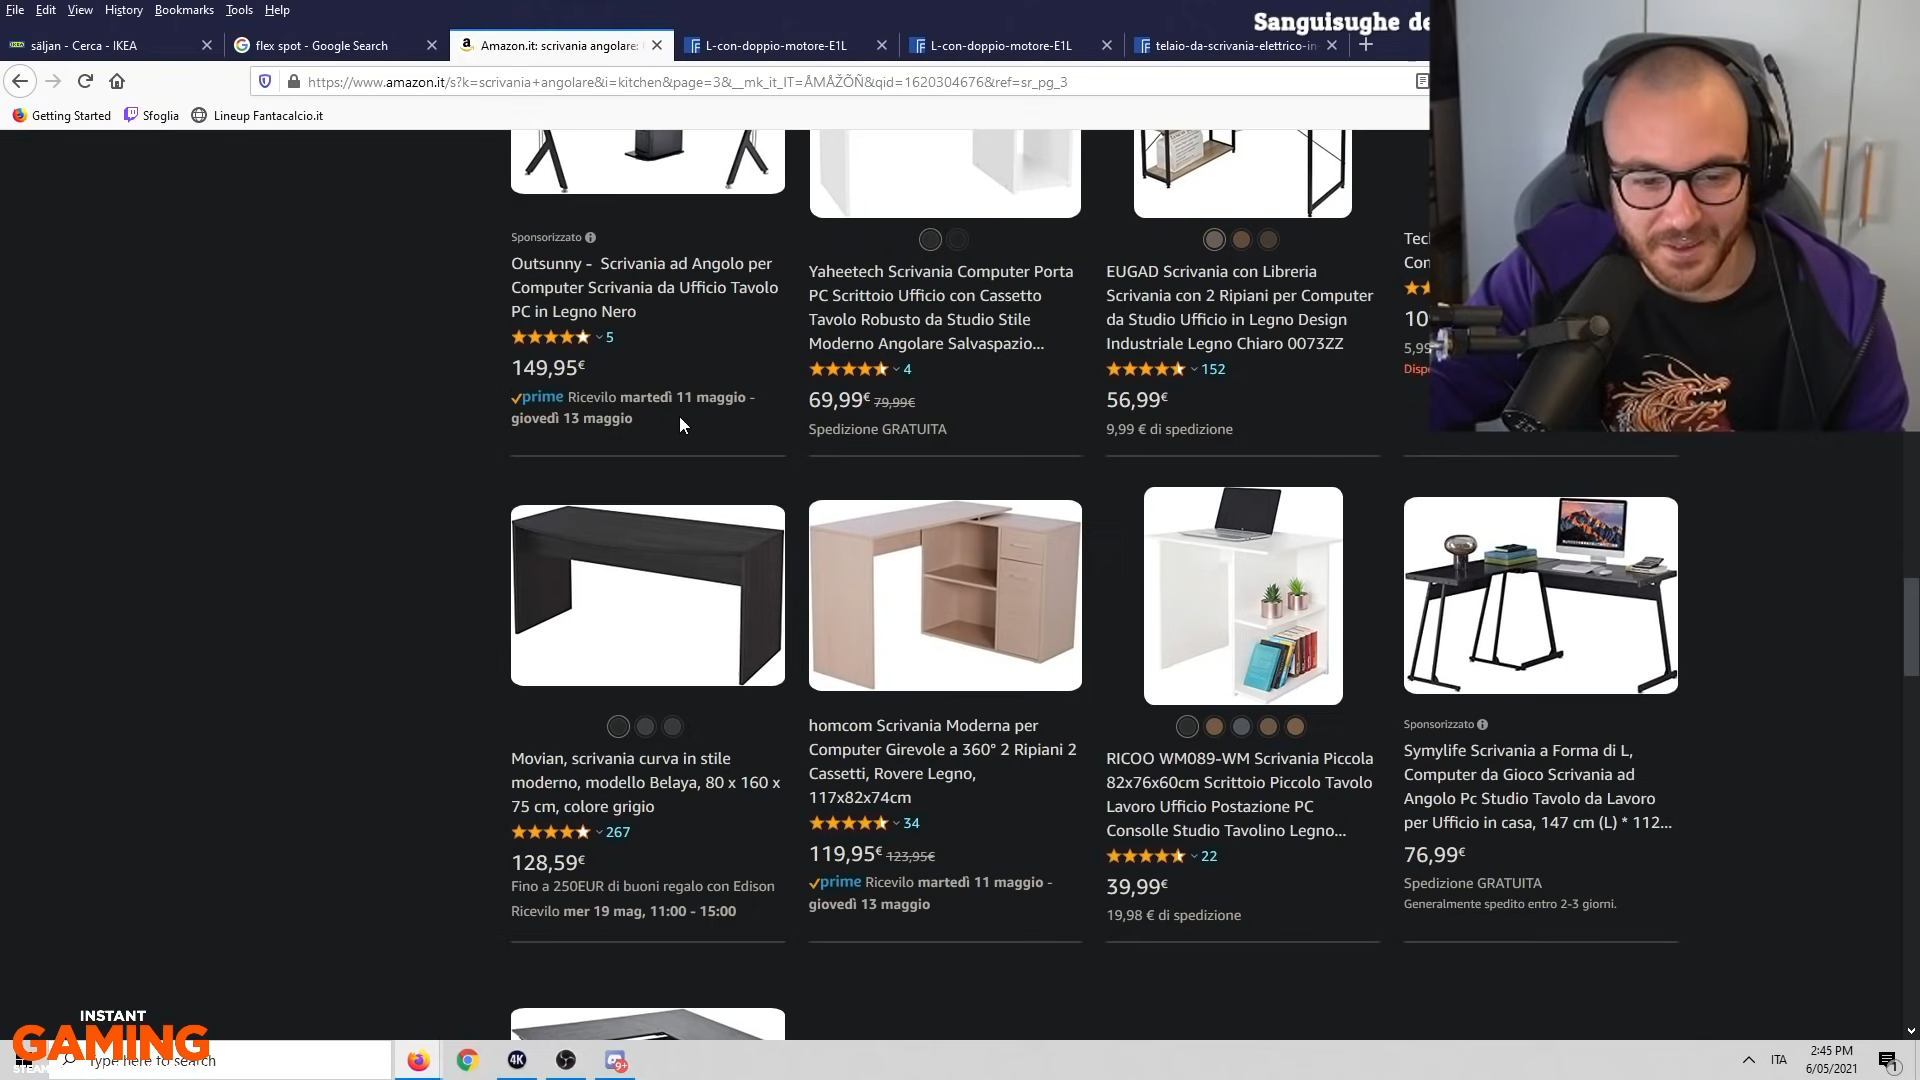 File Edit View History Bookmarks Tools Help
Sanguisughe de
säljan - Cerca - IKEA
flex spot - Google Search
Amazon.it: scrivania angolare:
L-con-doppio-motore-E1L
L-con-doppio-motore-E1L
telaio-da-scrivania-elettrico-in
https://www.amazon.it/s?k=scrivania+angolare&i=kitchen&page=3&__mk_it_IT=ÅMÅŽÕÑ&qid=1620304676&ref=sr_pg_3
Getting Started
Sfoglia
Lineup Fantacalcio.it
Sponsorizzato
Outsunny - Scrivania ad Angolo per
Computer Scrivania da Ufficio Tavolo
PC in Legno Nero
5
149,95€
prime Ricevilo martedì 11 maggio -
giovedì 13 maggio
Yaheetech Scrivania Computer Porta
PC Scrittoio Ufficio con Cassetto
Tavolo Robusto da Studio Stile
Moderno Angolare Salvaspazio...
4
69,99€ 79,99€
Spedizione GRATUITA
EUGAD Scrivania con Libreria
Scrivania con 2 Ripiani per Computer
da Studio Ufficio in Legno Design
Industriale Legno Chiaro 0073ZZ
152
56,99€
9,99 € di spedizione
Tec
Con
10
5,99
Disp
Movian, scrivania curva in stile
moderno, modello Belaya, 80 x 160 x
75 cm, colore grigio
267
128,59€
Fino a 250EUR di buoni regalo con Edison
Ricevilo mer 19 mag, 11:00 - 15:00
homcom Scrivania Moderna per
Computer Girevole a 360° 2 Ripiani 2
Cassetti, Rovere Legno,
117x82x74cm
34
119,95€ 123,95€
prime Ricevilo martedì 11 maggio -
giovedì 13 maggio
RICOO WM089-WM Scrivania Piccola
82x76x60cm Scrittoio Piccolo Tavolo
Lavoro Ufficio Postazione PC
Consolle Studio Tavolino Legno...
22
39,99€
19,98 € di spedizione
Sponsorizzato
Symylife Scrivania a Forma di L,
Computer da Gioco Scrivania ad
Angolo Pc Studio Tavolo da Lavoro
per Ufficio in casa, 147 cm (L) * 112...
76,99€
Spedizione GRATUITA
Generalmente spedito entro 2-3 giorni.
INSTANT
GAMING
STEAM
Type here to search
4K
9+
ITA
2:45 PM
6/05/2021
1